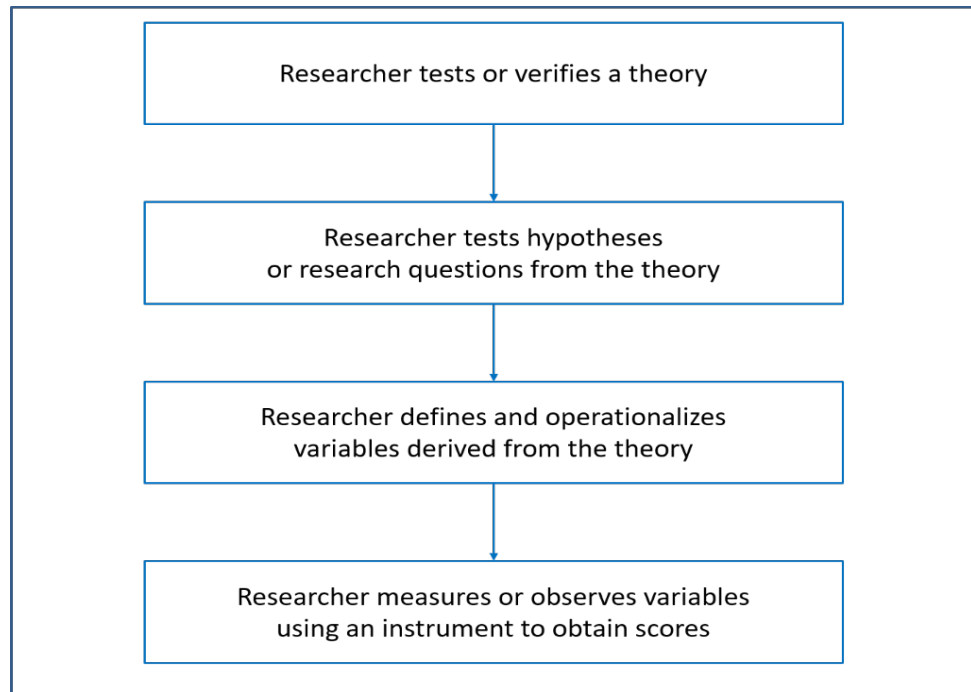 Researcher tests or verifies a theory
Researcher tests hypotheses
or research questions from the theory
Researcher defines and operationalizes
variables derived from the theory
Researcher measures or observes variables
using an instrument to obtain scores